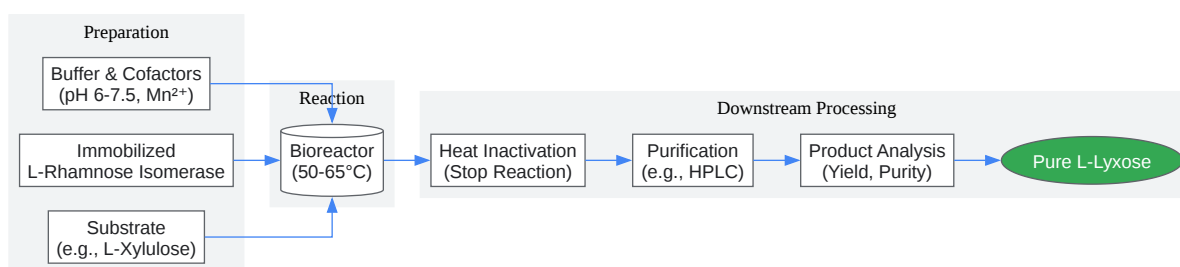 Preparation
Buffer & Cofactors
(pH 6-7.5, Mn²⁺)
Immobilized
L-Rhamnose Isomerase
Substrate
(e.g., L-Xylulose)
Reaction
Bioreactor
(50-65°C)
Downstream Processing
Heat Inactivation
(Stop Reaction)
Purification
(e.g., HPLC)
Product Analysis
(Yield, Purity)
Pure L-Lyxose